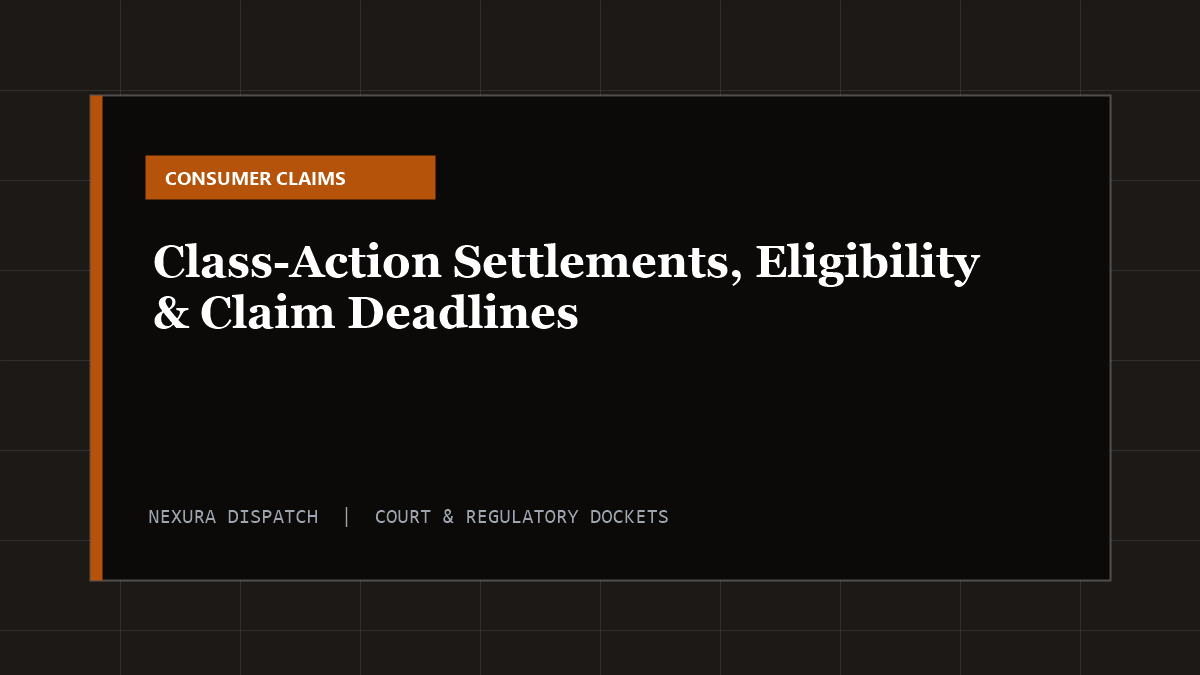 CONSUMER CLAIMS
Class-Action Settlements, Eligibility
& Claim Deadlines
NEXURA DISPATCH | COURT & REGULATORY DOCKETS